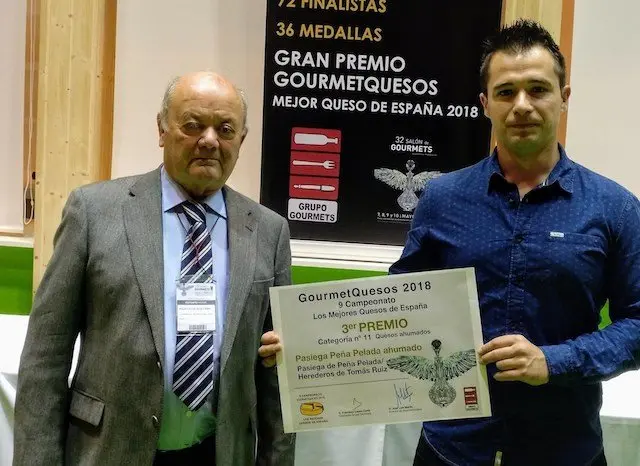 72 FINALISTAS
36 MEDALLAS
GRAN PREMIO
GOURMETQUESOS
MEJOR QUESO DE ESPAÑA 2018
32 SALÓN de
GOURMETS
GRUPO
GOURMETS
GourmetQuesos 2018
9 Campeonato
Los Mejores Quesos de España
3er PREMIO
Categoría nº 11 Quesos ahumados
Pasiega Peña Pelada ahumado
Pasiega de Peña Pelada/
Herederos de Tomás Ruiz